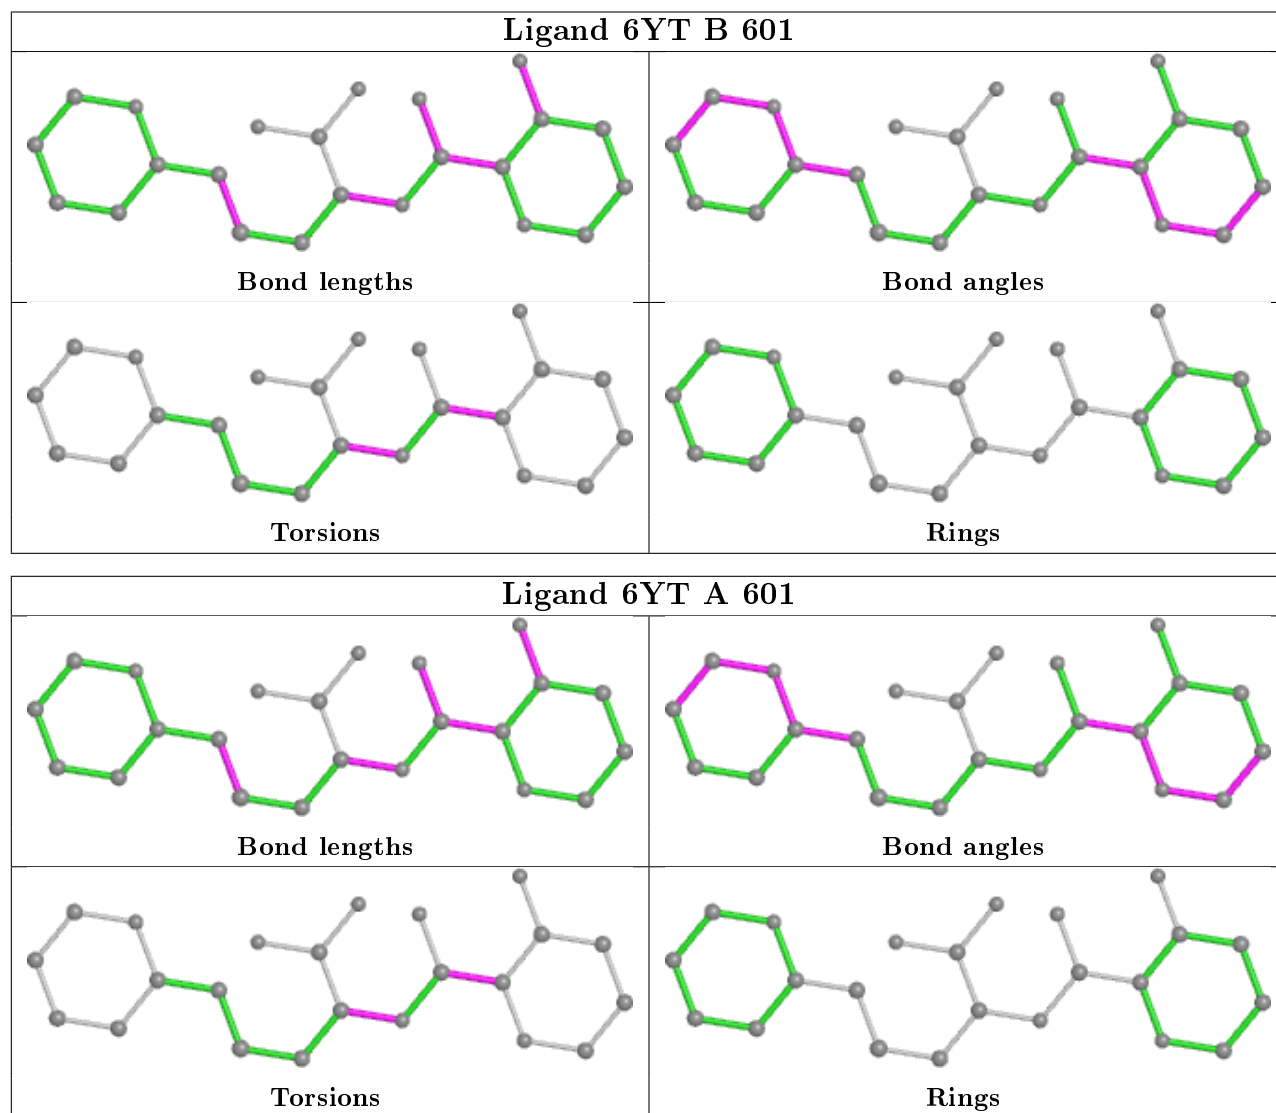 Ligand 6YT B 601
Bond lengths
Bond angles
Torsions
Rings
Ligand 6YT A 601
Bond lengths
Bond angles
Torsions
Rings